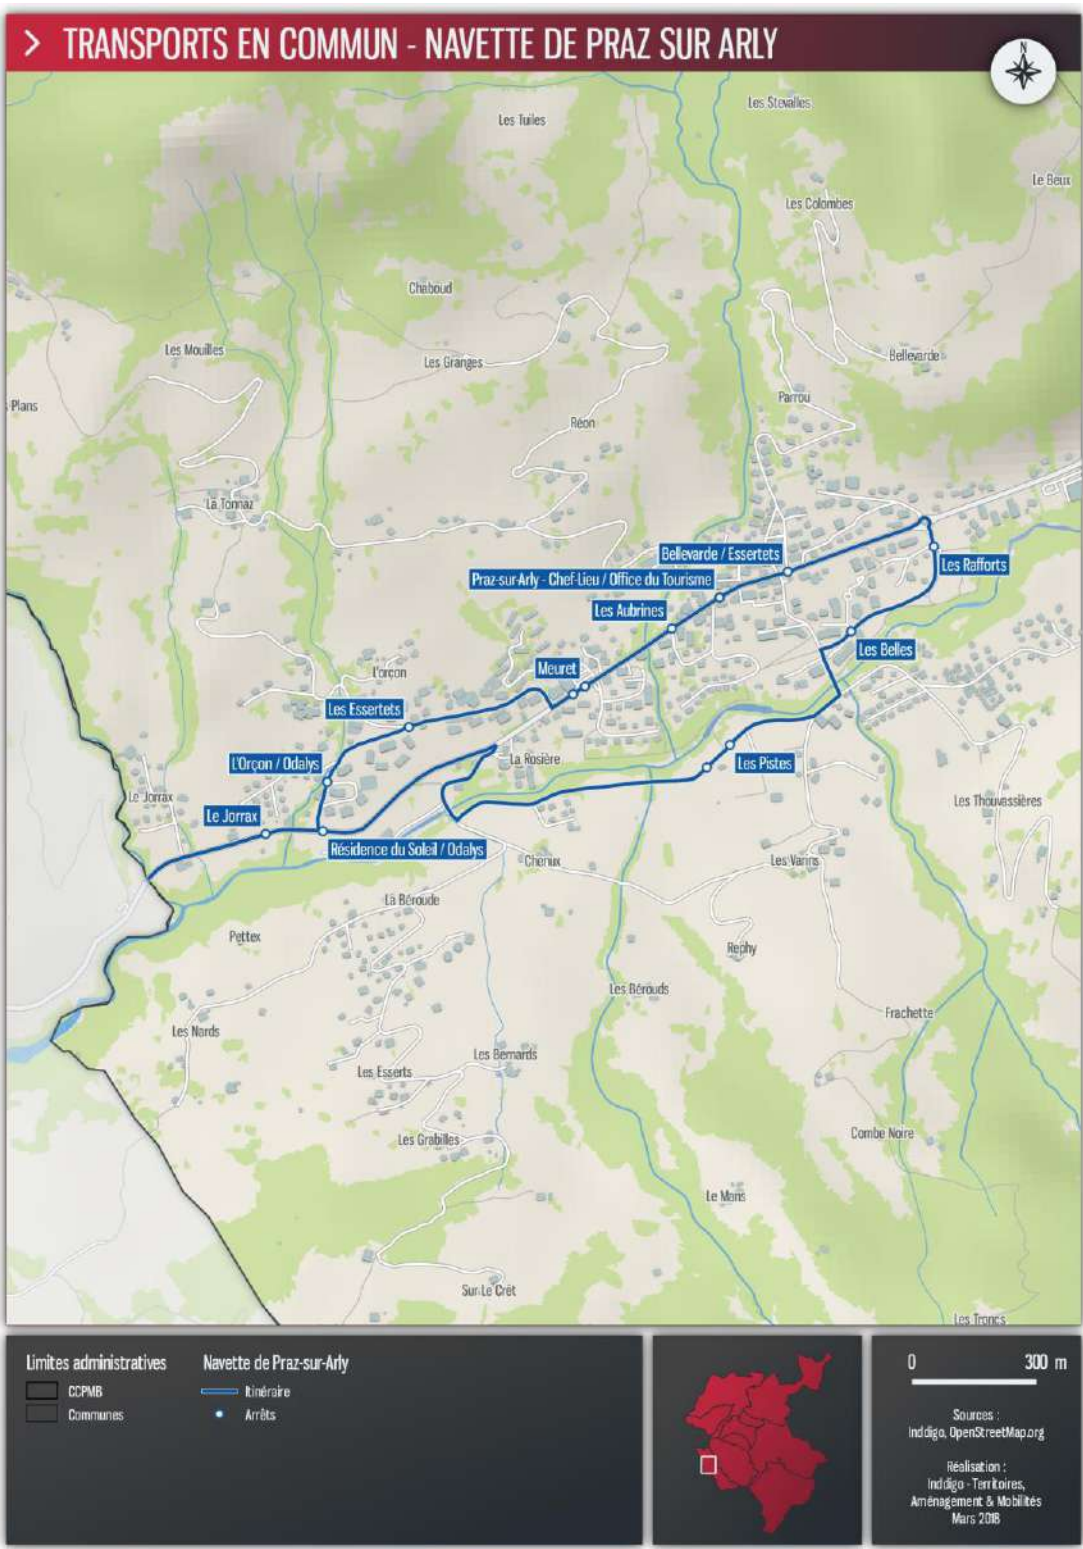 > TRANSPORTS EN COMMUN - NAVETTE DE PRAZ SUR ARLY
N
Les Stevalles
Les Tuiles
Le Beux
Les Colombes
Chaboud
Les Mouilles
Les Granges
Bellevarde
Plans
Parrou
Réon
La Tonnaz
Bellevarde / Essertets
Les Rafforts
Praz-sur-Arly - Chef-Lieu / Office du Tourisme
Les Aubrines
Les Belles
Meuret
L'orçon
Les Essertets
La Rosière
L'Orçon / Odalys
Les Pistes
Le Jorrax
Les Thouvassières
Le Jorrax
Résidence du Soleil / Odalys
Chenux
Les Varins
La Béroude
Pettex
Rephy
Les Bérouds
Frachette
Les Nards
Les Bernards
Les Esserts
Combe Noire
Les Grabilles
Le Mans
Sur Le Crêt
Les Troncs
Limites administratives
CCPMB
Communes
Navette de Praz-sur-Arly
Itinéraire
Arrêts
0 300 m
Sources :
Inddigo, OpenStreetMap.org
Réalisation :
Inddigo - Territoires,
Aménagement & Mobilités
Mars 2018